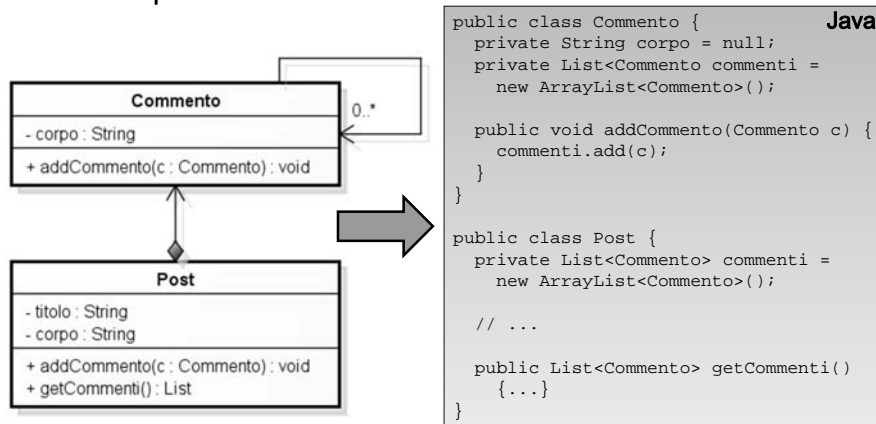 Commento
- corpo : String
+ addCommento(c : Commento) : void
0..*
Post
- titolo : String
- corpo : String
+ addCommento(c : Commento) : void
+ getCommenti() : List
Java
public class Commento {
private String corpo = null;
private List<Commento commenti =
new ArrayList<Commento>();
public void addCommento(Commento c) {
commenti.add(c);
}
}
public class Post {
private List<Commento> commenti =
new ArrayList<Commento>();
// ...
public List<Commento> getCommenti()
{...}
}